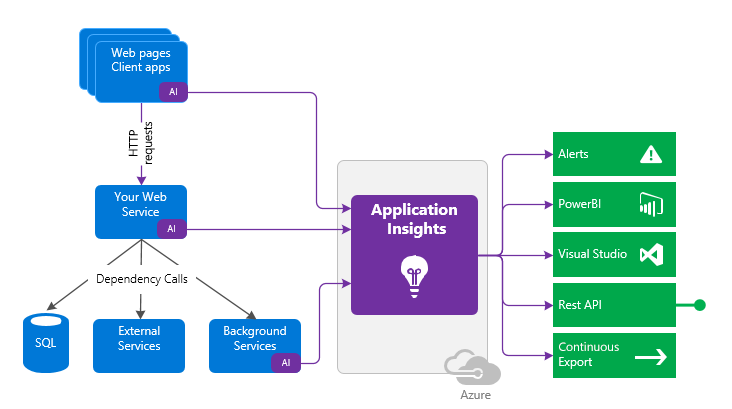 Web pages
Client apps
AI
HTTP
requests
Your Web
Service
AI
Dependency Calls
SQL
External
Services
Background
Services
AI
Application
Insights
Azure
Alerts
PowerBI
Visual Studio
Rest API
Continuous
Export